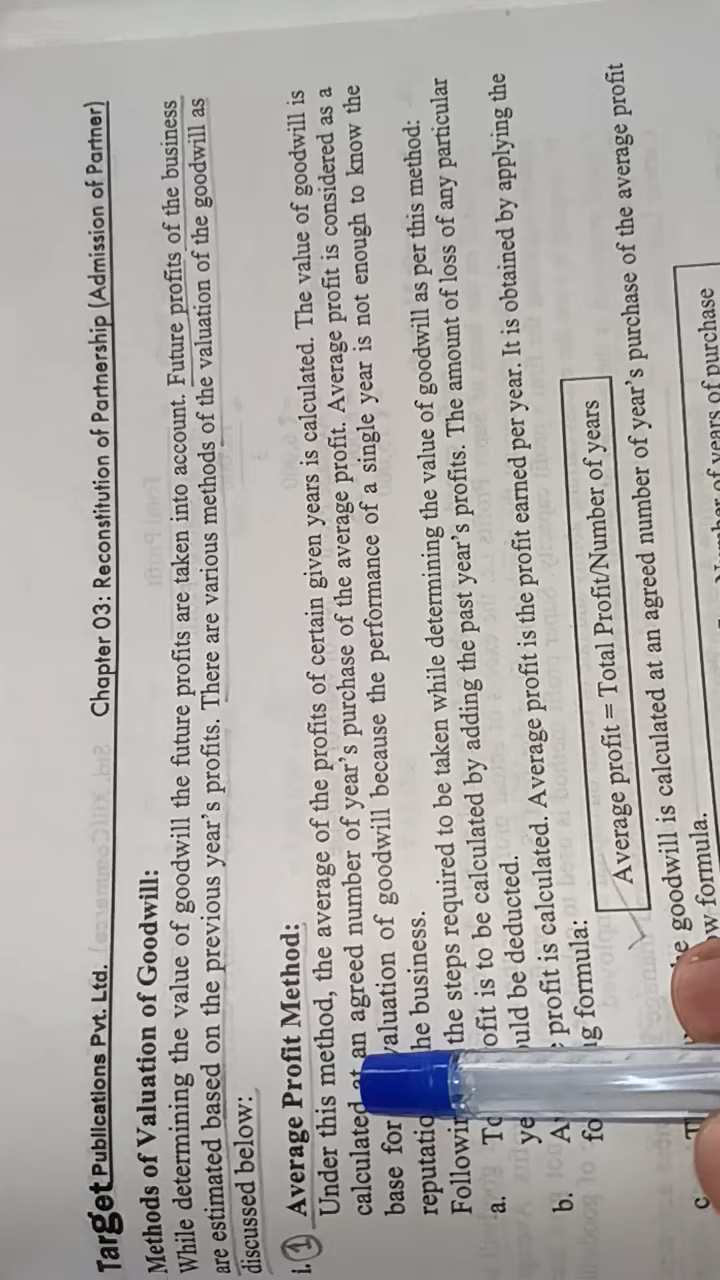 Target Publications Pvt. Ltd. Chapter 03: Reconstitution of Partnership (Admission of Partner)
Methods of Valuation of Goodwill:
While determining the value of goodwill the future profits are taken into account. Future profits of the business
are estimated based on the previous year's profits. There are various methods of the valuation of the goodwill as
discussed below:
i. 1 Average Profit Method:
Under this method, the average of the profits of certain given years is calculated. The value of goodwill is
calculated at an agreed number of year's purchase of the average profit. Average profit is considered as a
base for valuation of goodwill because the performance of a single year is not enough to know the
reputatio he business.
Followin the steps required to be taken while determining the value of goodwill as per this method:
a. To ofit is to be calculated by adding the past year's profits. The amount of loss of any particular
ye uld be deducted.
b. A profit is calculated. Average profit is the profit earned per year. It is obtained by applying the
fo g formula:
Average profit = Total Profit/Number of years
c e goodwill is calculated at an agreed number of year's purchase of the average profit
w formula.
of years of purchase